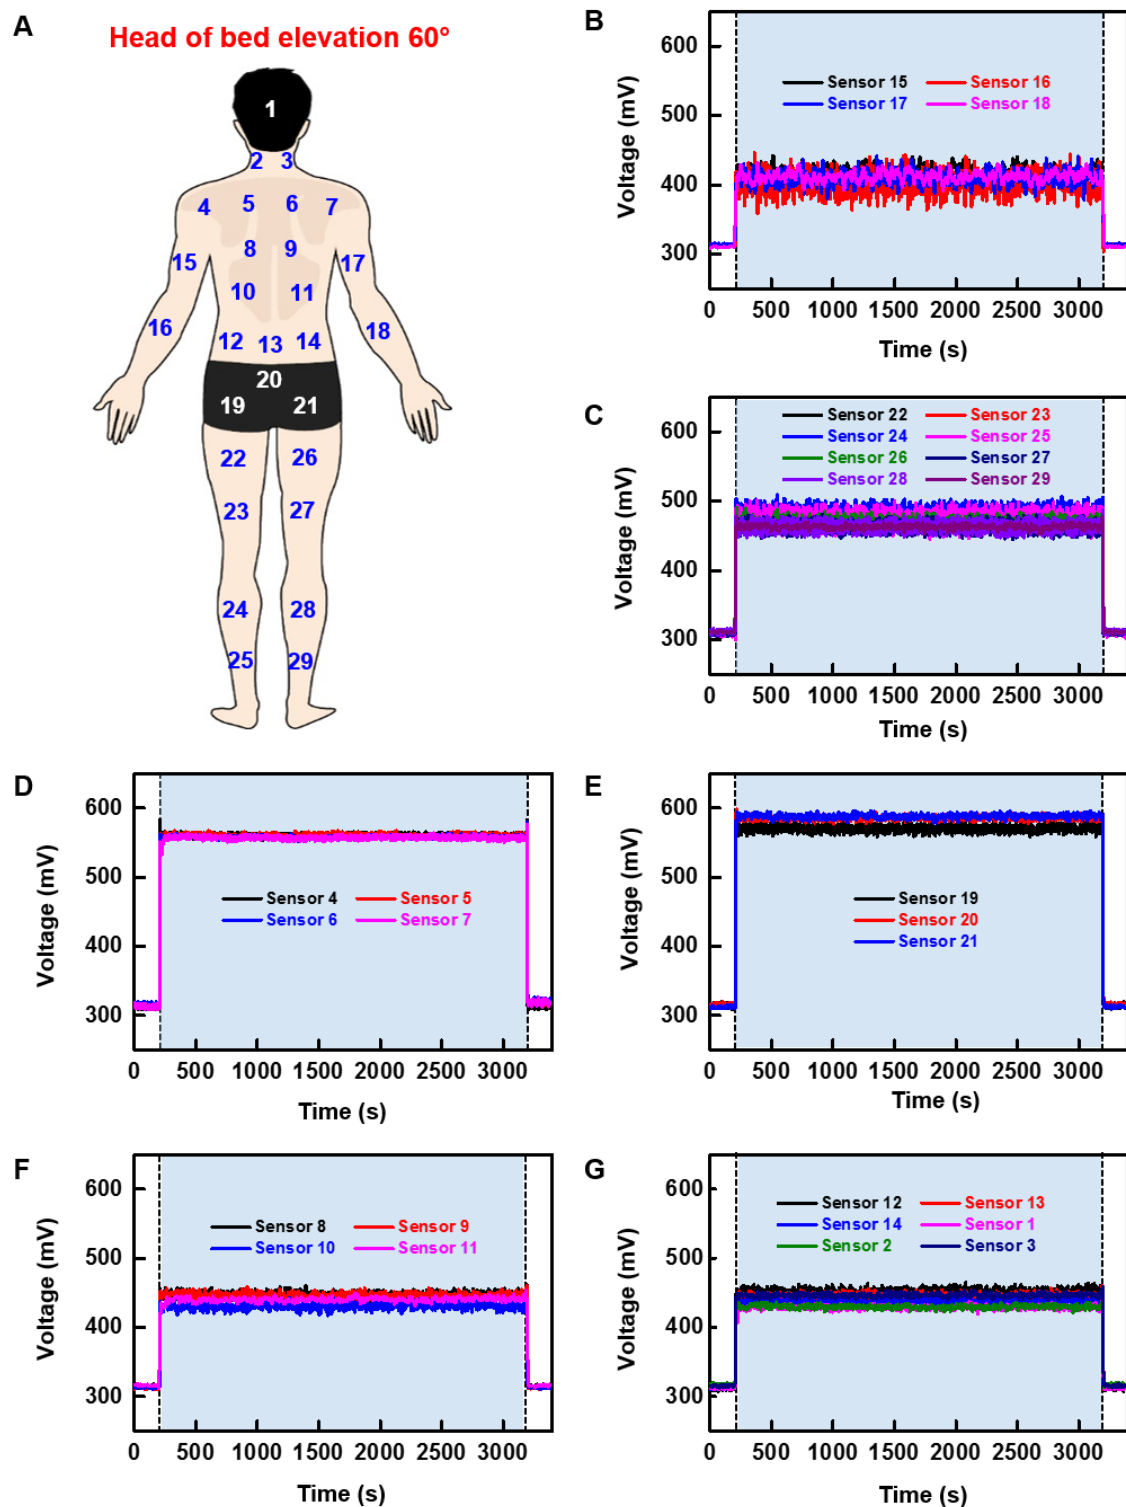 A
Head of bed elevation 60°
1
2 3
4 5 6 7
8 9
15 17
10 11
16 18
12 13 14
20
19 21
22 26
23 27
24 28
25 29
B
Voltage (mV)
600
500
400
300
Sensor 15 Sensor 16
Sensor 17 Sensor 18
0 500 1000 1500 2000 2500 3000
Time (s)
C
Voltage (mV)
600
500
400
300
Sensor 22 Sensor 23
Sensor 24 Sensor 25
Sensor 26 Sensor 27
Sensor 28 Sensor 29
0 500 1000 1500 2000 2500 3000
Time (s)
D
Voltage (mV)
600
500
400
300
Sensor 4 Sensor 5
Sensor 6 Sensor 7
0 500 1000 1500 2000 2500 3000
Time (s)
E
Voltage (mV)
600
500
400
300
Sensor 19
Sensor 20
Sensor 21
0 500 1000 1500 2000 2500 3000
Time (s)
F
Voltage (mV)
600
500
400
300
Sensor 8 Sensor 9
Sensor 10 Sensor 11
0 500 1000 1500 2000 2500 3000
Time (s)
G
Voltage (mV)
600
500
400
300
Sensor 12 Sensor 13
Sensor 14 Sensor 1
Sensor 2 Sensor 3
0 500 1000 1500 2000 2500 3000
Time (s)